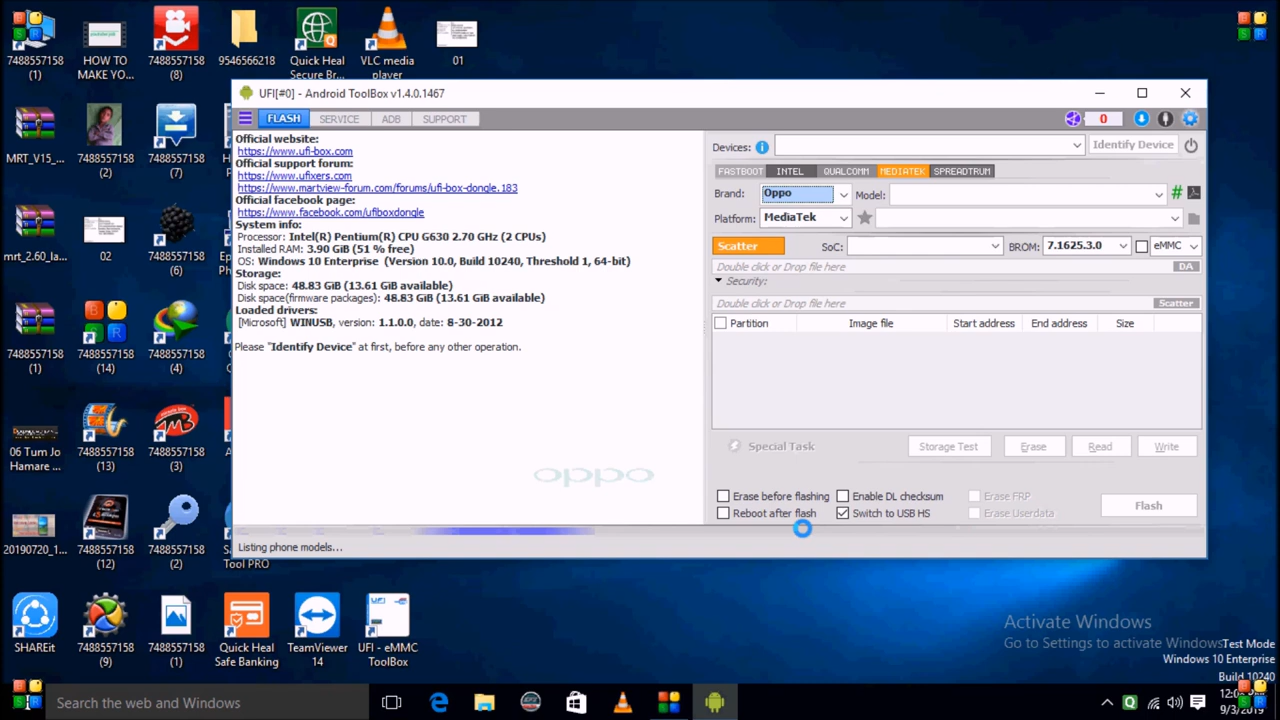 7488557158
(1)
HOW TO
MAKE YO...
7488557158
(8)
9546566218
Quick Heal
Secure Br...
VLC media
player
01
MRT_V15_...
7488557158
(2)
7488557158
(7)
mrt_2.60_la...
02
7488557158
(6)
7488557158
(1)
7488557158
(14)
7488557158
(4)
06 Tum Jo
Hamare ...
7488557158
(13)
7488557158
(3)
20190720_1...
7488557158
(12)
7488557158
(2)
Tool PRO
SHAREit
7488557158
(9)
7488557158
(1)
Quick Heal
Safe Banking
TeamViewer
14
UFI - eMMC
ToolBox
UFI[#0] - Android ToolBox v1.4.0.1467
FLASH SERVICE ADB SUPPORT
0
Official website:
https://www.ufi-box.com
Official support forum:
https://www.ufixers.com
https://www.martview-forum.com/forums/ufi-box-dongle.183
Official facebook page:
https://www.facebook.com/ufiboxdongle
System info:
Processor: Intel(R) Pentium(R) CPU G630 2.70 GHz (2 CPUs)
Installed RAM: 3.90 GiB (51 % free)
OS: Windows 10 Enterprise (Version 10.0, Build 10240, Threshold 1, 64-bit)
Storage:
Disk space: 48.83 GiB (13.61 GiB available)
Disk space(firmware packages): 48.83 GiB (13.61 GiB available)
Loaded drivers:
[Microsoft] WINUSB, version: 1.1.0.0, date: 8-30-2012
Please "Identify Device" at first, before any other operation.
oppo
Listing phone models...
Devices: Identify Device
FASTBOOT INTEL QUALCOMM MEDIATEK SPREADTRUM
Brand: Oppo Model: #
Platform: MediaTek
Scatter SoC: BROM: 7.1625.3.0 eMMC
Double click or Drop file here DA
Security:
Double click or Drop file here Scatter
Partition Image file Start address End address Size
Special Task Storage Test Erase Read Write
Erase before flashing Enable DL checksum Erase FRP
Reboot after flash Switch to USB HS Erase Userdata
Flash
Activate Windows
Go to Settings to activate Windows.
Test Mode
Windows 10 Enterprise
Build 10240
Search the web and Windows
9/3/2019